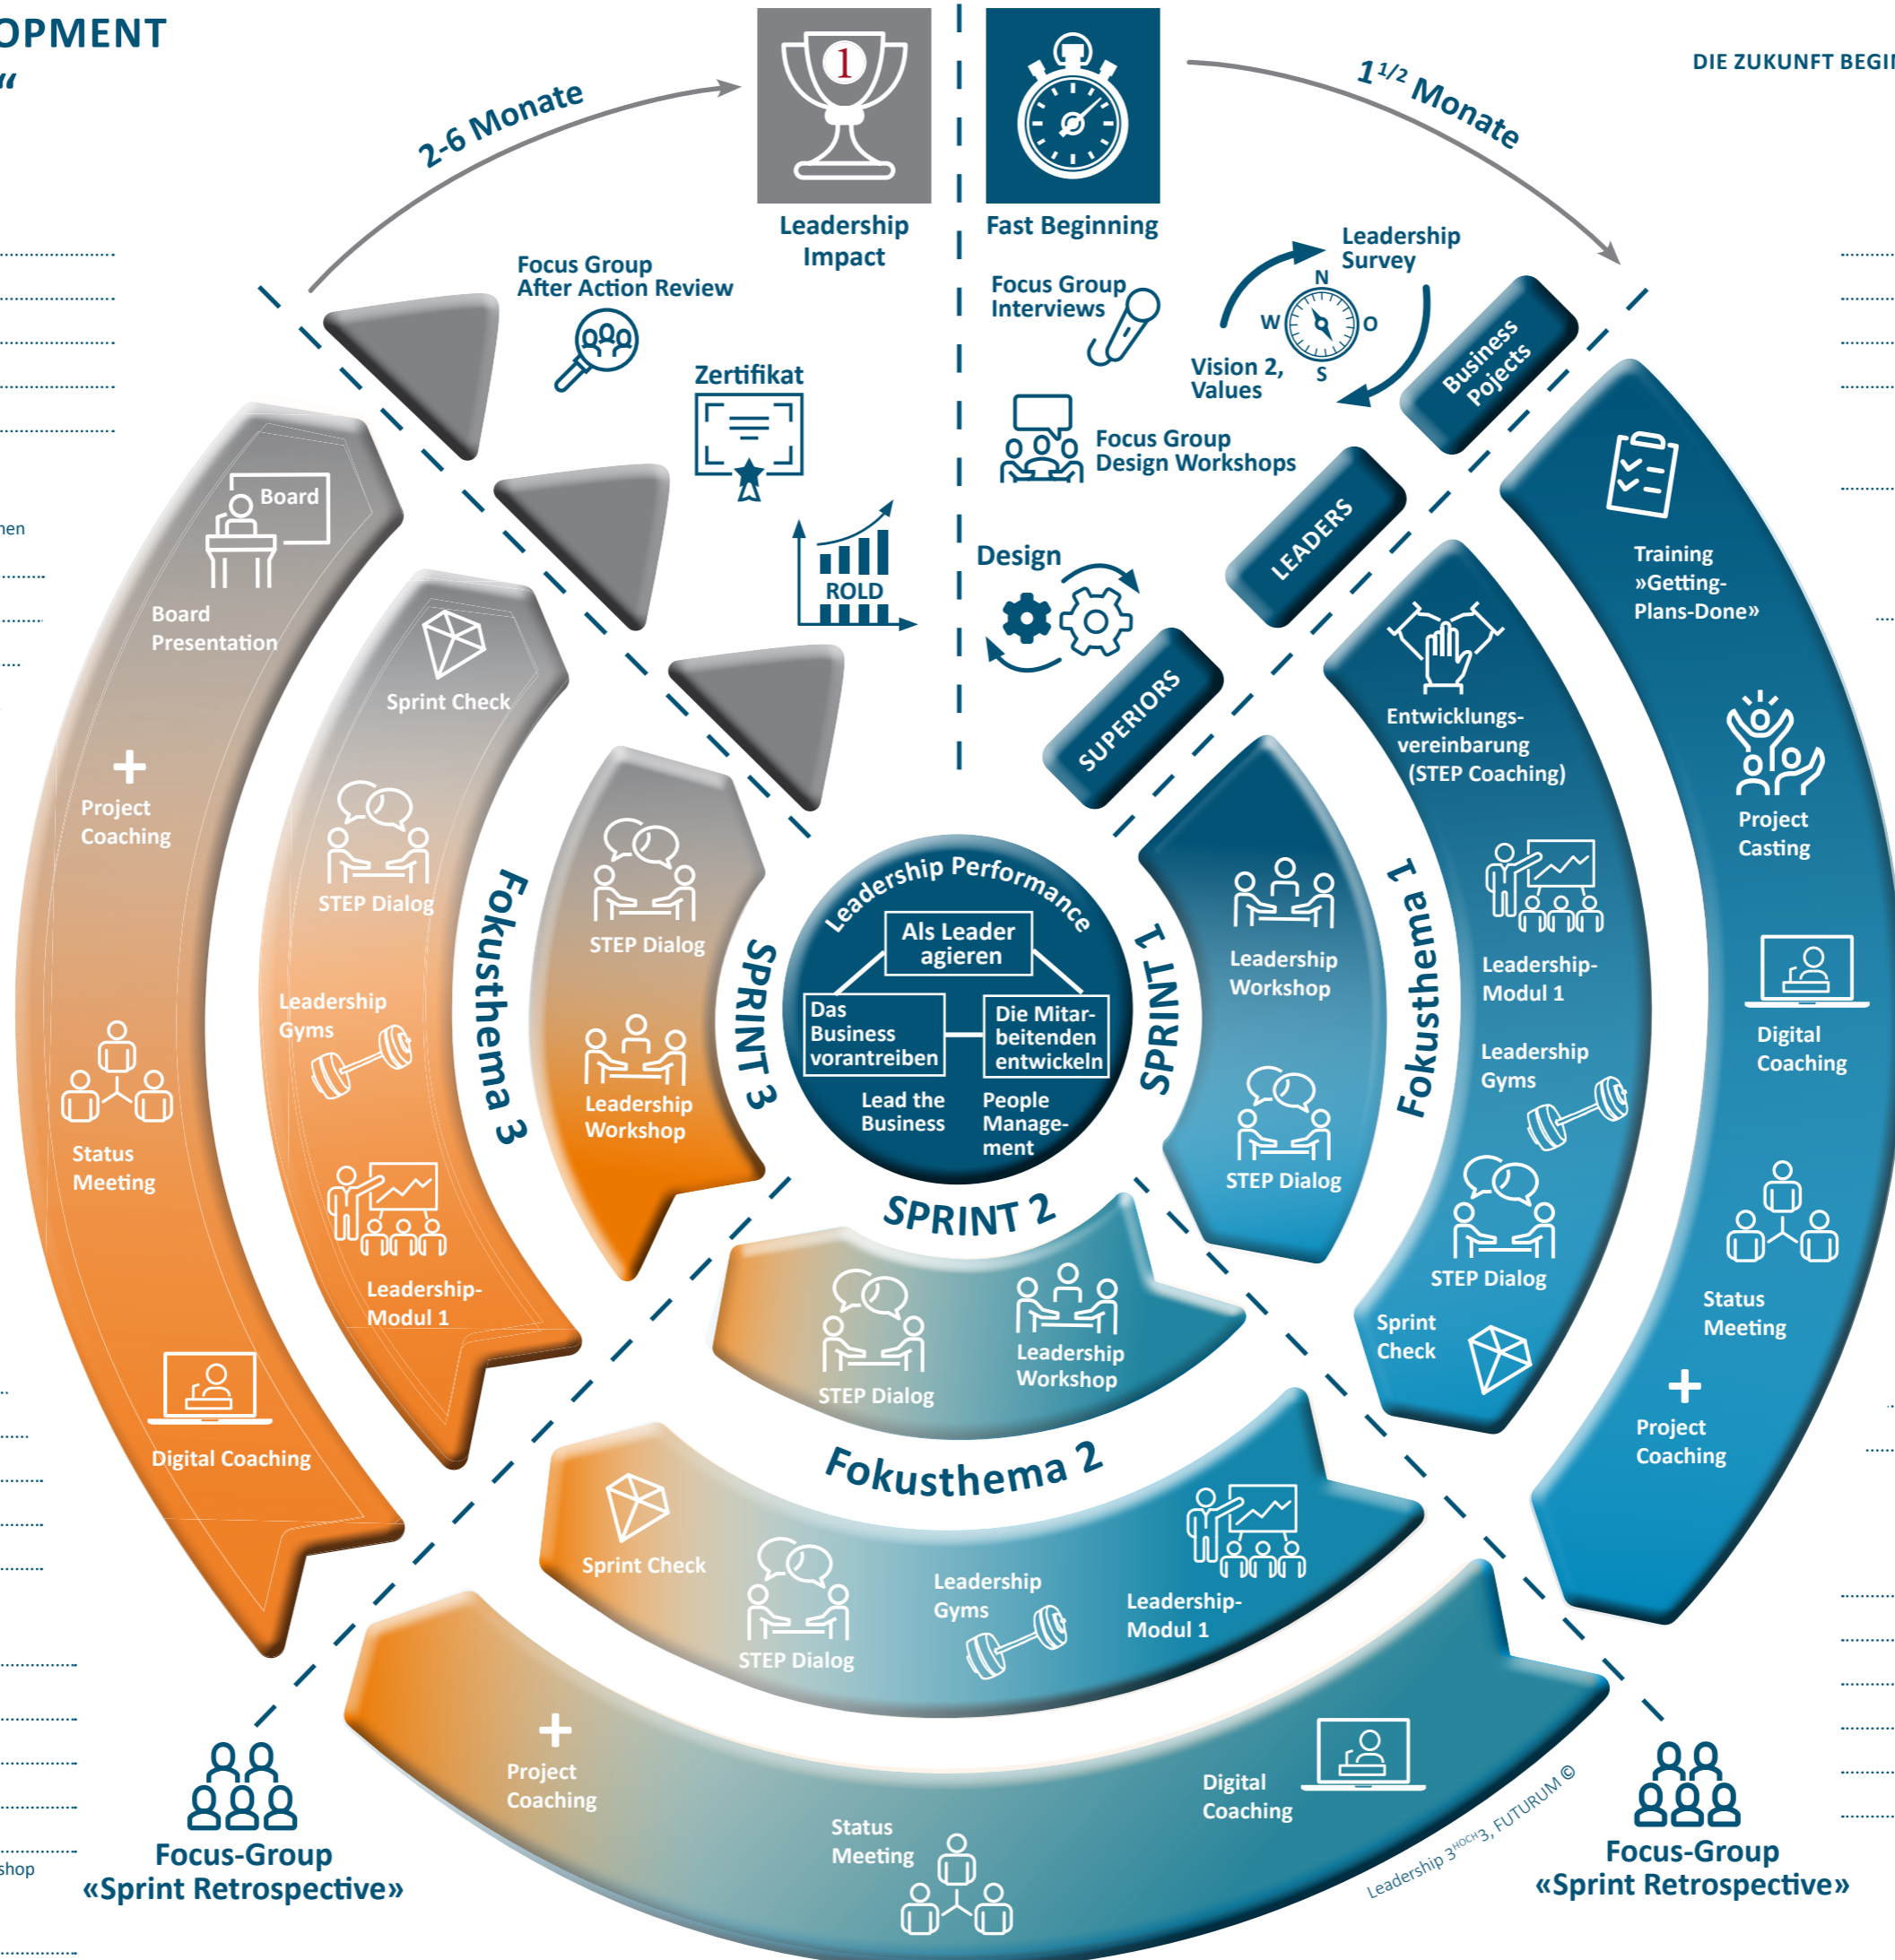 OPMENT
“
DIE ZUKUNFT BEGIN
2-6 Monate
1
1 1/2 Monate
Leadership
Impact
Fast Beginning
Focus Group
After Action Review
Zertifikat
ROLD
Focus Group
Interviews
Leadership
Survey
N
W
O
S
Vision 2,
Values
Focus Group
Design Workshops
Design
Business
Pojects
LEADERS
SUPERIORS
Training
»Getting-
Plans-Done»
Project
Casting
Digital
Coaching
Status
Meeting
+
Project
Coaching
Entwicklungs-
vereinbarung
(STEP Coaching)
Leadership-
Modul 1
Leadership
Gyms
STEP Dialog
Sprint
Check
Fokusthema 1
Leadership
Workshop
STEP Dialog
SPRINT 1
Leadership Performance
Als Leader
agieren
Das
Business
vorantreiben
Die Mitar-
beitenden
entwickeln
Lead the
Business
People
Manage-
ment
SPRINT 2
STEP Dialog
Leadership
Workshop
Fokusthema 2
Sprint Check
STEP Dialog
Leadership
Gyms
Leadership-
Modul 1
+
Project
Coaching
Status
Meeting
Digital
Coaching
SPRINT 3
STEP Dialog
Leadership
Workshop
Fokusthema 3
Sprint Check
STEP Dialog
Leadership
Gyms
Leadership-
Modul 1
Board
Board
Presentation
+
Project
Coaching
Status
Meeting
Digital Coaching
nen
shop
Focus-Group
«Sprint Retrospective»
Leadership 3HOCH3, FUTURUM ©
Focus-Group
«Sprint Retrospective»